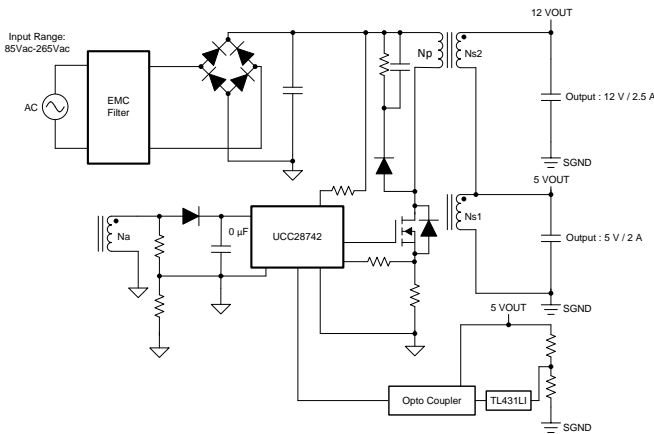 12 VOUT
Input Range:
85Vac-265Vac
Np
Ns2
EMC
Filter
AC
Output : 12 V / 2.5 A
SGND
5 VOUT
Ns1
Na
0 µF
UCC28742
Output : 5 V / 2 A
SGND
5 VOUT
Opto Coupler
TL431LI
SGND